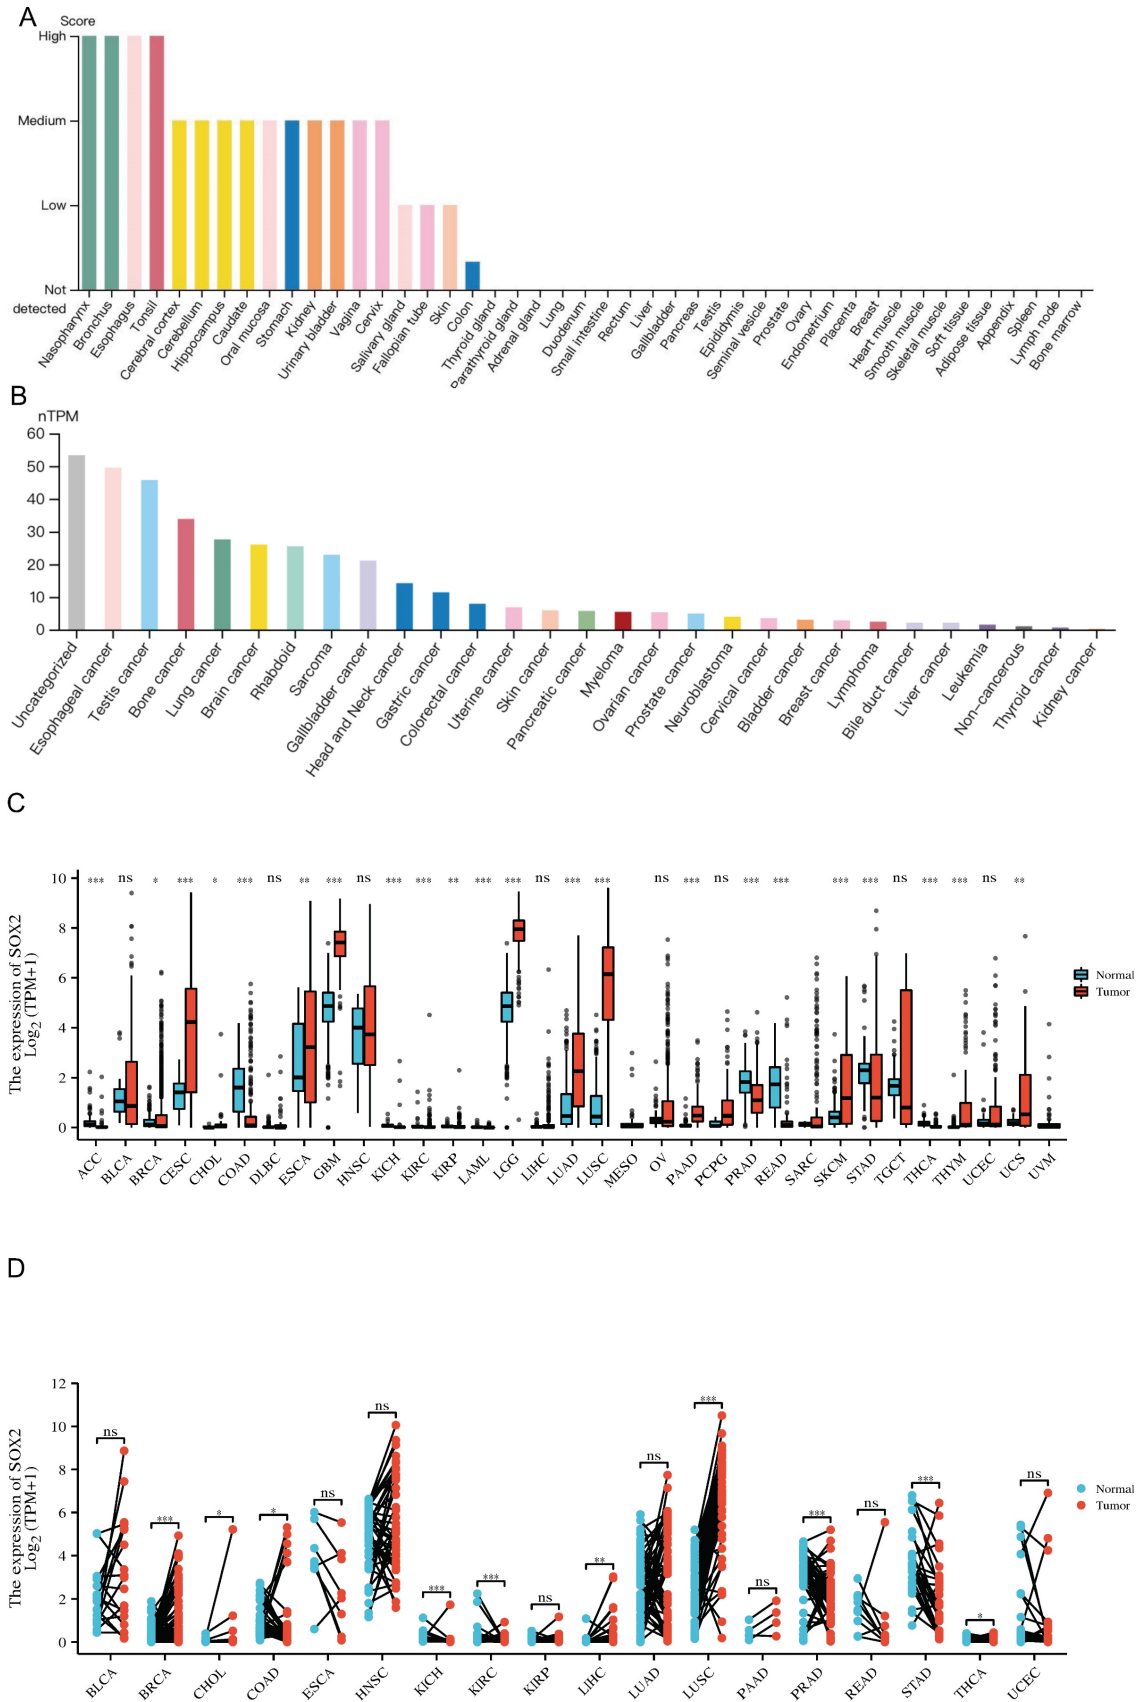 A
Score
High
Medium
Low
Not
detected
Nasopharynx
Bronchus
Esophagus
Tonsil
Cerebral cortex
Cerebellum
Hippocampus
Caudate
Oral mucosa
Stomach
Kidney
Urinary bladder
Vagina
Cervix
Salivary gland
Fallopian tube
Skin
Colon
Thyroid gland
Parathyroid gland
Adrenal gland
Lung
Duodenum
Small intestine
Rectum
Liver
Gallbladder
Pancreas
Testis
Epididymis
Seminal vesicle
Prostate
Ovary
Endometrium
Placenta
Breast
Heart muscle
Smooth muscle
Skeletal muscle
Soft tissue
Adipose tissue
Appendix
Spleen
Lymph node
Bone marrow
B
nTPM
60
50
40
30
20
10
0
Uncategorized
Esophageal cancer
Testis cancer
Bone cancer
Lung cancer
Brain cancer
Rhabdoid
Sarcoma
Gallbladder cancer
Head and Neck cancer
Gastric cancer
Colorectal cancer
Uterine cancer
Skin cancer
Pancreatic cancer
Myeloma
Ovarian cancer
Prostate cancer
Neuroblastoma
Cervical cancer
Bladder cancer
Breast cancer
Lymphoma
Bile duct cancer
Liver cancer
Leukemia
Non-cancerous
Thyroid cancer
Kidney cancer
C
The expression of SOX2
Log2 (TPM+1)
10
8
6
4
2
0
*** ns * *** * *** ns ** *** ns *** *** ** *** *** ns *** *** ns *** ns *** *** *** *** ns *** *** ns **
Normal
Tumor
ACC
BLCA
BRCA
CESC
CHOL
COAD
DLBC
ESCA
GBM
HNSC
KICH
KIRC
KIRP
LAML
LGG
LIHC
LUAD
LUSC
MESO
OV
PAAD
PCPG
PRAD
READ
SARC
SKCM
STAD
TGCT
THCA
THYM
UCEC
UCS
UVM
D
The expression of SOX2
Log2 (TPM+1)
12
10
8
6
4
2
0
ns *** * * ns ns *** *** ns ** ns *** ns *** ns *** * ns
Normal
Tumor
BLCA
BRCA
CHOL
COAD
ESCA
HNSC
KICH
KIRC
KIRP
LIHC
LUAD
LUSC
PAAD
PRAD
READ
STAD
THCA
UCEC